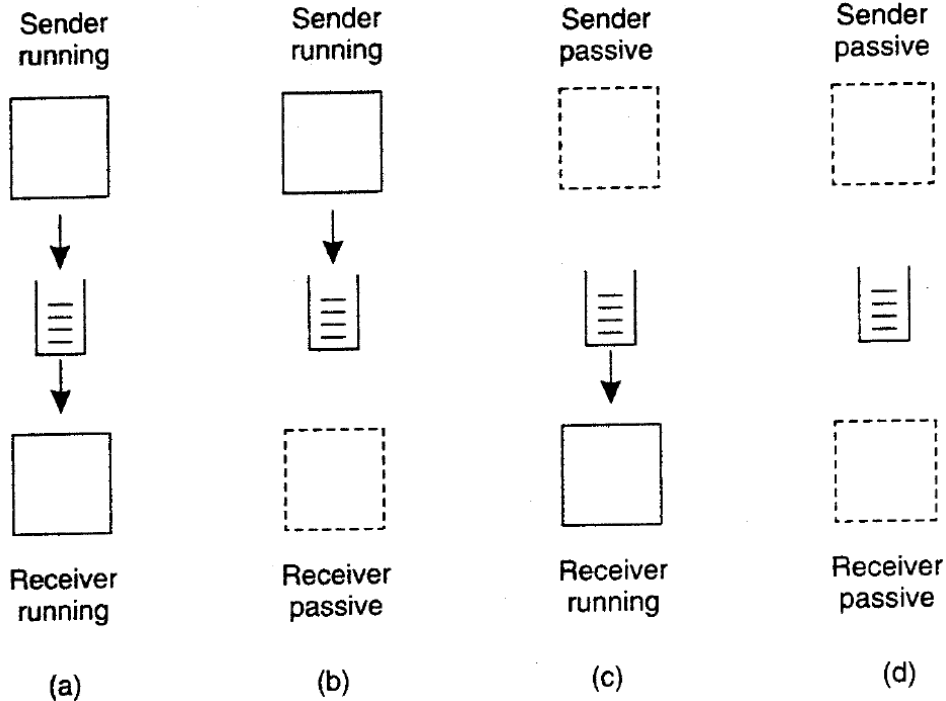 Sender
running
Sender
running
Sender
passive
Sender
passive
Receiver
running
Receiver
passive
Receiver
running
Receiver
passive
(a)
(b)
(c)
(d)